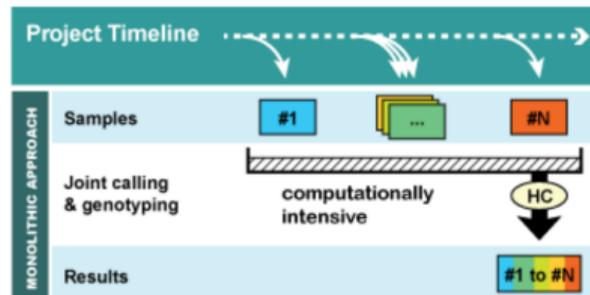 Project Timeline
MONOLITHIC APPROACH
Samples
#1
...
#N
Joint calling
& genotyping
computationally
intensive
HC
Results
#1 to #N